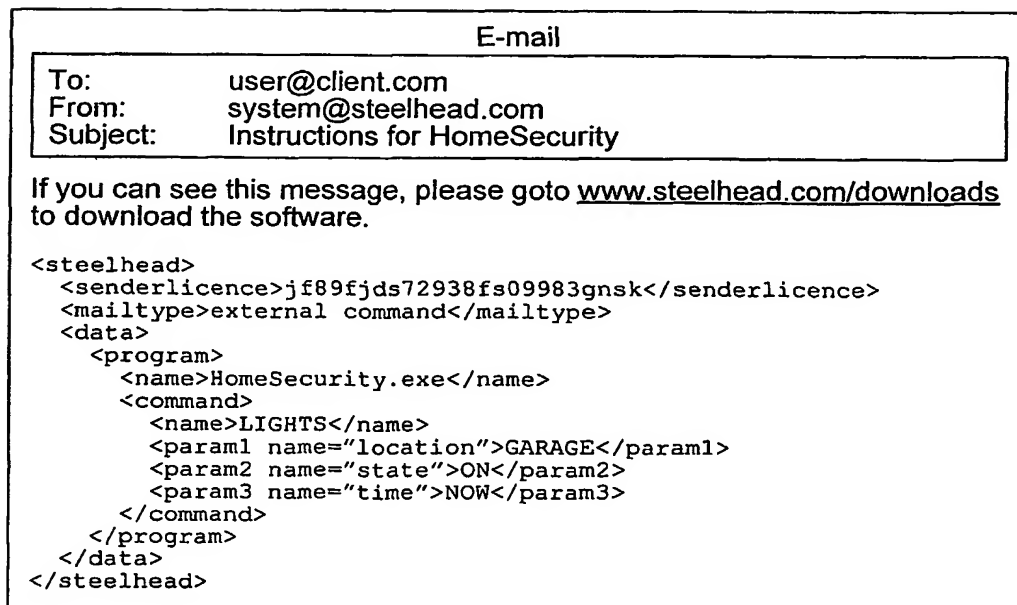 E-mail
To: user@client.com
From: system@steelhead.com
Subject: Instructions for HomeSecurity
If you can see this message, please goto www.steelhead.com/downloads
to download the software.
<steelhead>
<senderlicence>jf89fjds72938fs09983gnsk</senderlicence>
<mailtype>external command</mailtype>
<data>
<program>
<name>HomeSecurity.exe</name>
<command>
<name>LIGHTS</name>
<param1 name="location">GARAGE</param1>
<param2 name="state">ON</param2>
<param3 name="time">NOW</param3>
</command>
</program>
</data>
</steelhead>